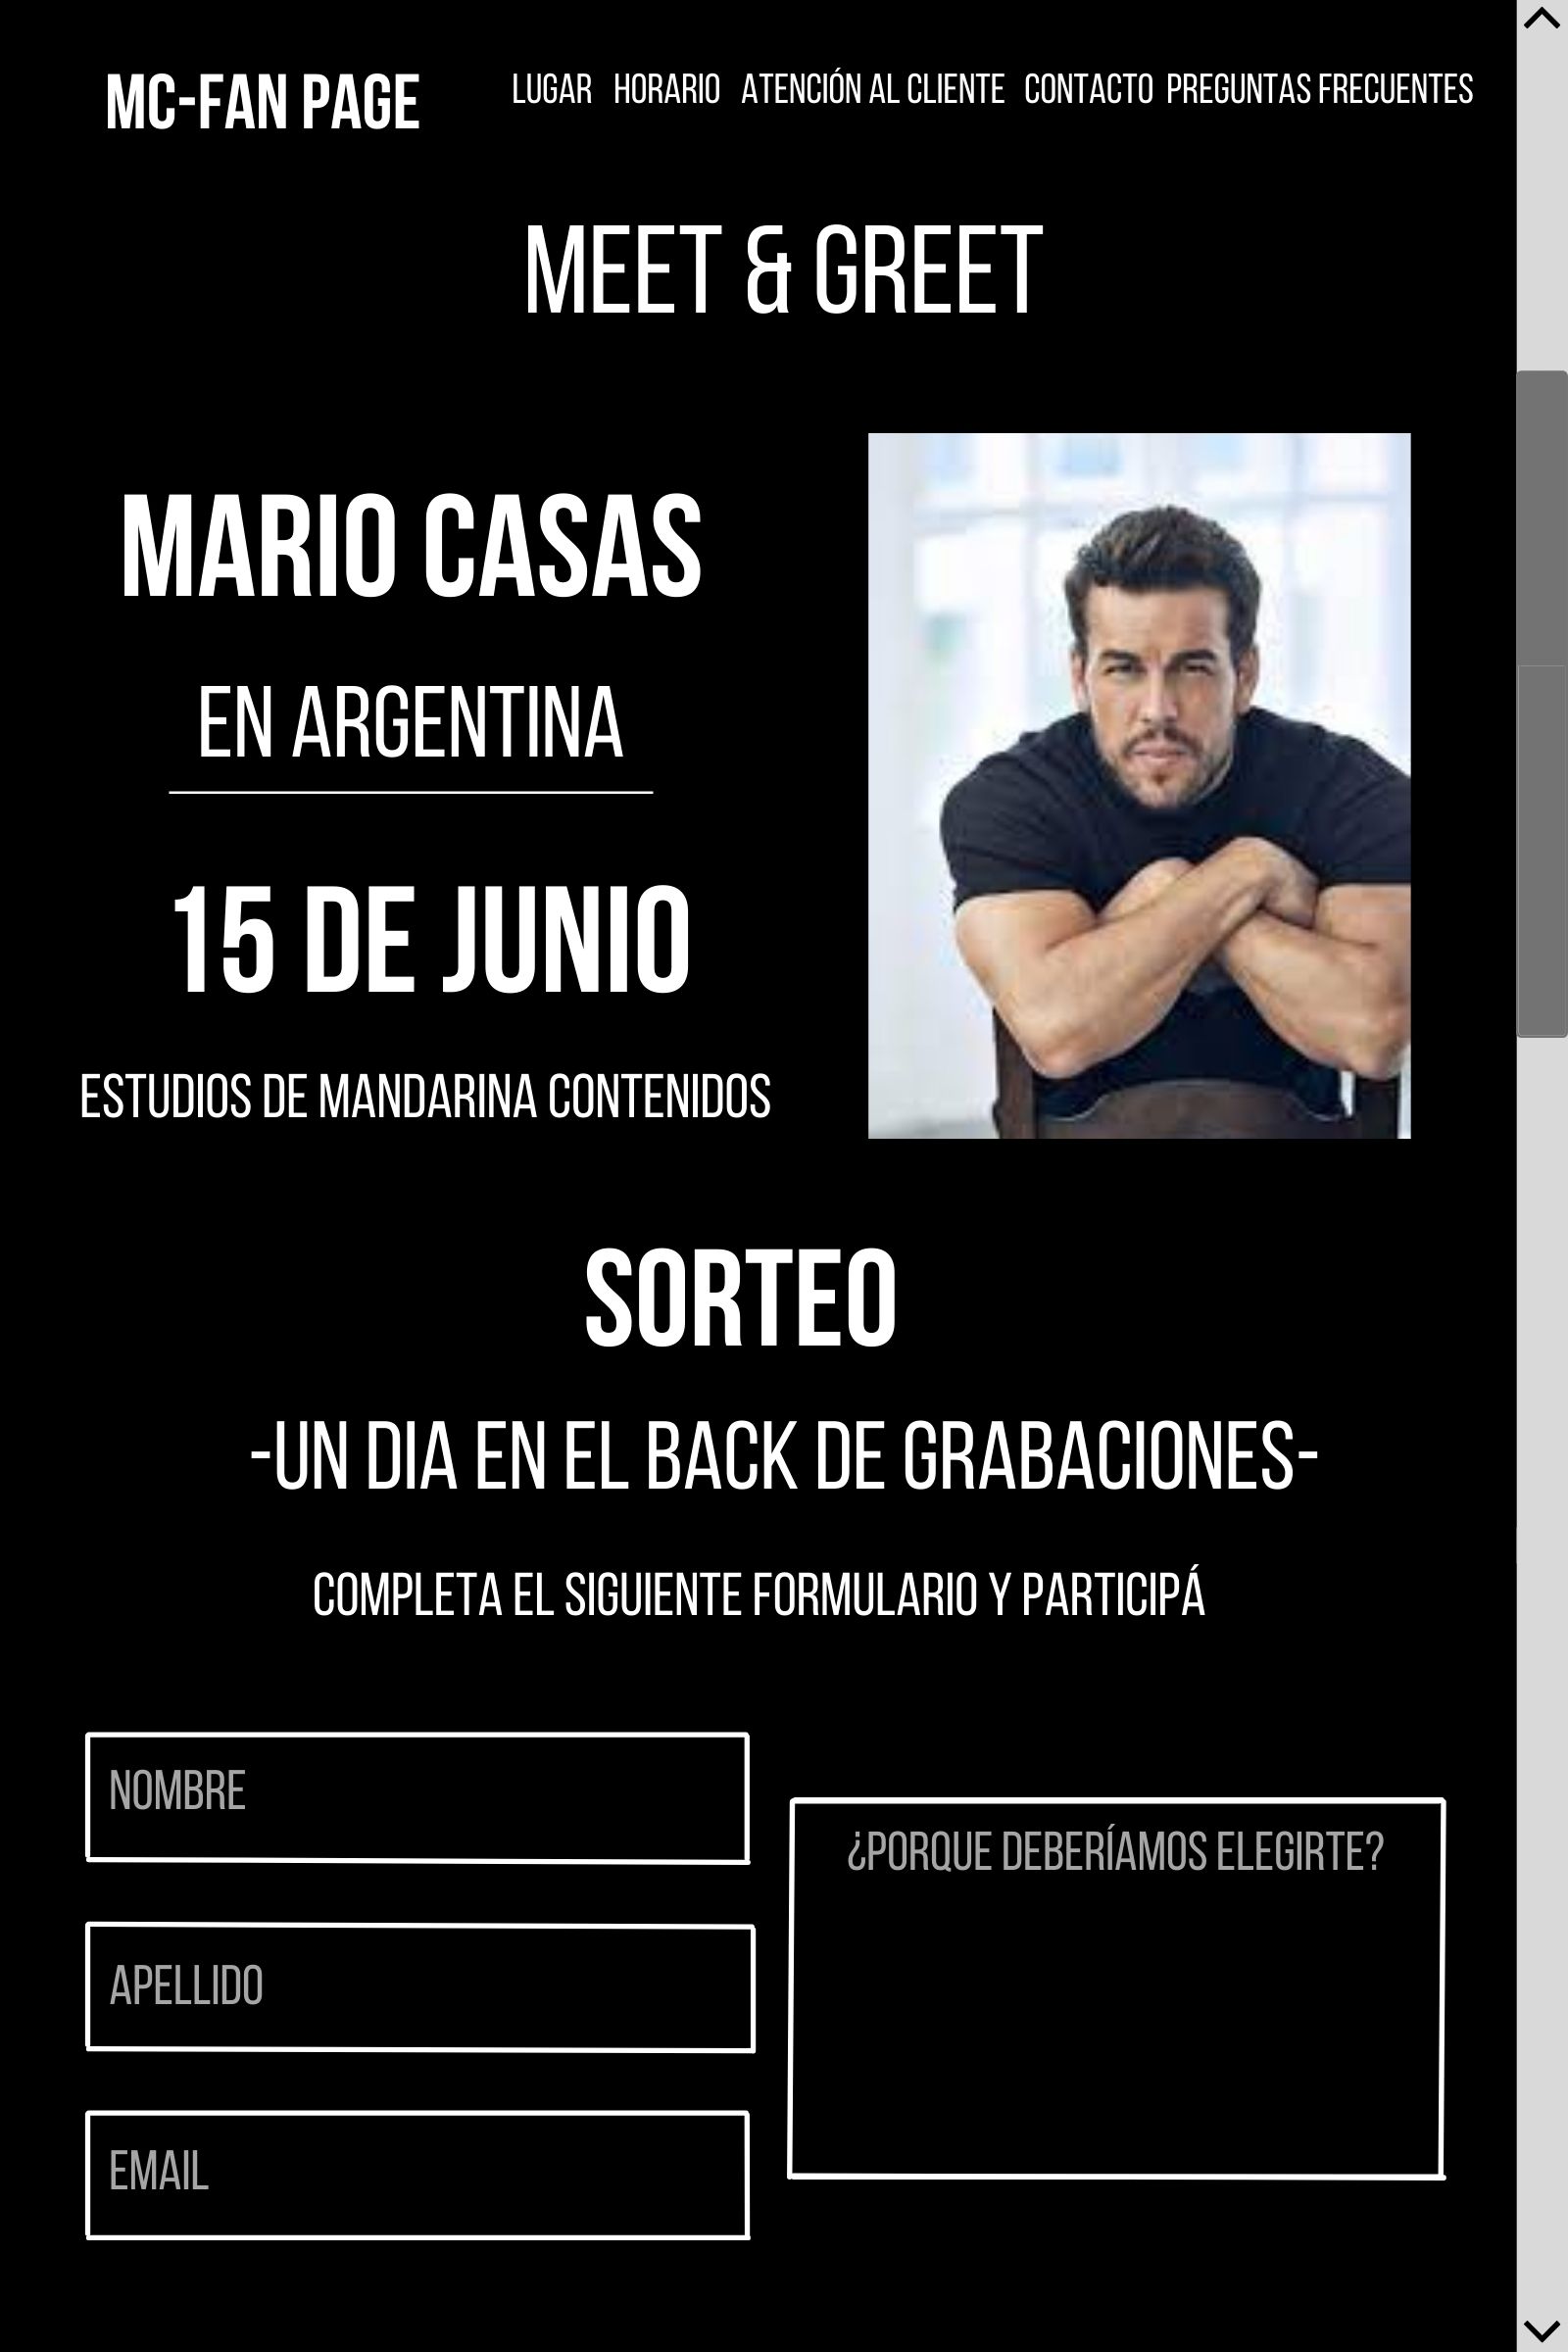 MC-FAN PAGE
LUGAR HORARIO ATENCIÓN AL CLIENTE CONTACTO PREGUNTAS FRECUENTES
MEET & GREET
MARIO CASAS
EN ARGENTINA
15 DE JUNIO
ESTUDIOS DE MANDARINA CONTENIDOS
SORTEO
-UN DIA EN EL BACK DE GRABACIONES-
COMPLETA EL SIGUIENTE FORMULARIO Y PARTICIPÁ
NOMBRE
APELLIDO
EMAIL
¿PORQUE DEBERÍAMOS ELEGIRTE?